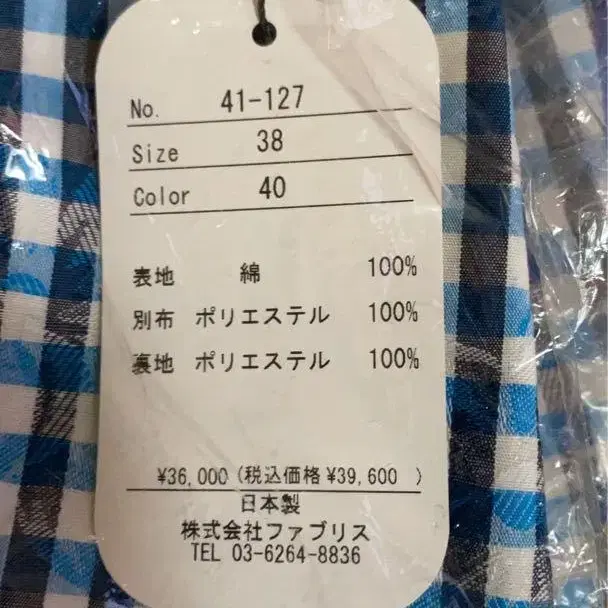 No. 41-127
Size 38
Color 40
表地 綿 100%
別布 ポリエステル 100%
裏地 ポリエステル 100%
¥36,000 (税込価格 ¥39,600 )
日本製
株式会社ファブリス
TEL 03-6264-8836